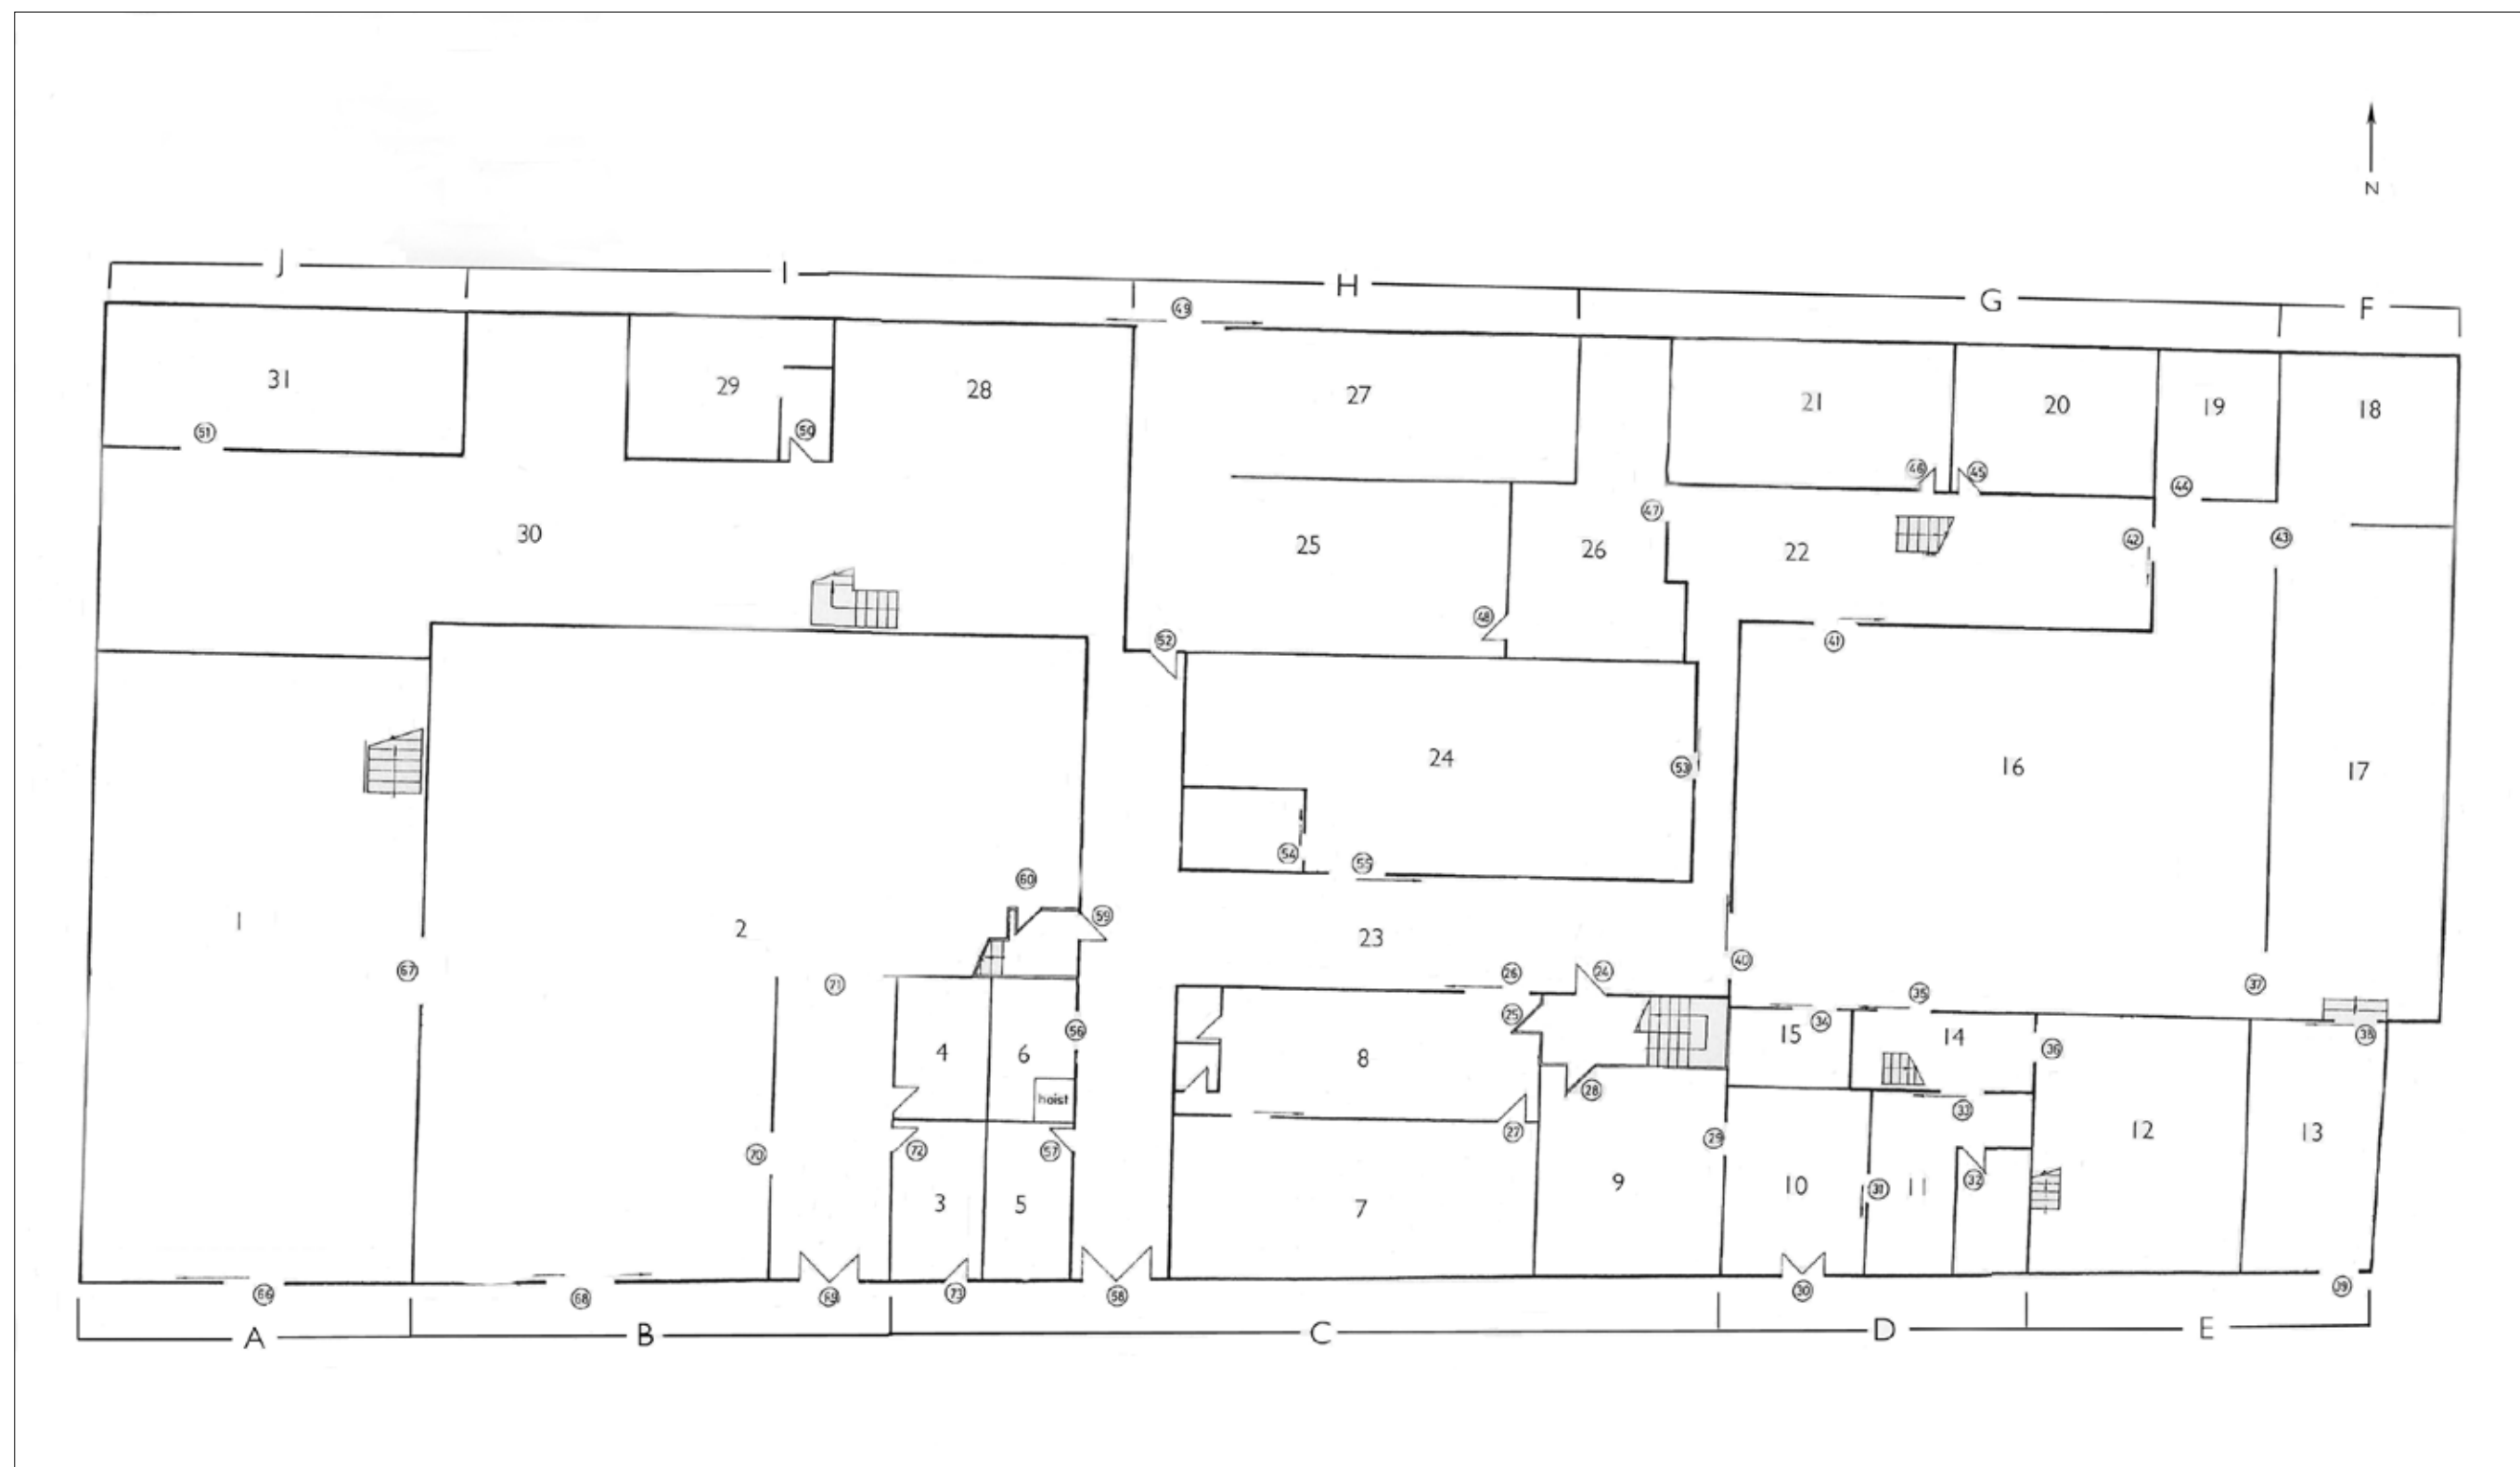 N
J I H G F
49
31 29 28 27 21 20 19 18
51 50 46 45 44
30 25 26 22
47 42 43
48 52 41
24 16 17
53
54 55
60 59
1 2 23
67 71 26 24 40 37
56 25 34 35 38
4 6 8 15 14 36
hoist
28 33
70 72 57 27 29 12 13
3 5 7 9 10 31 11 32
66 68 69 73 58 30 39
A B C D E